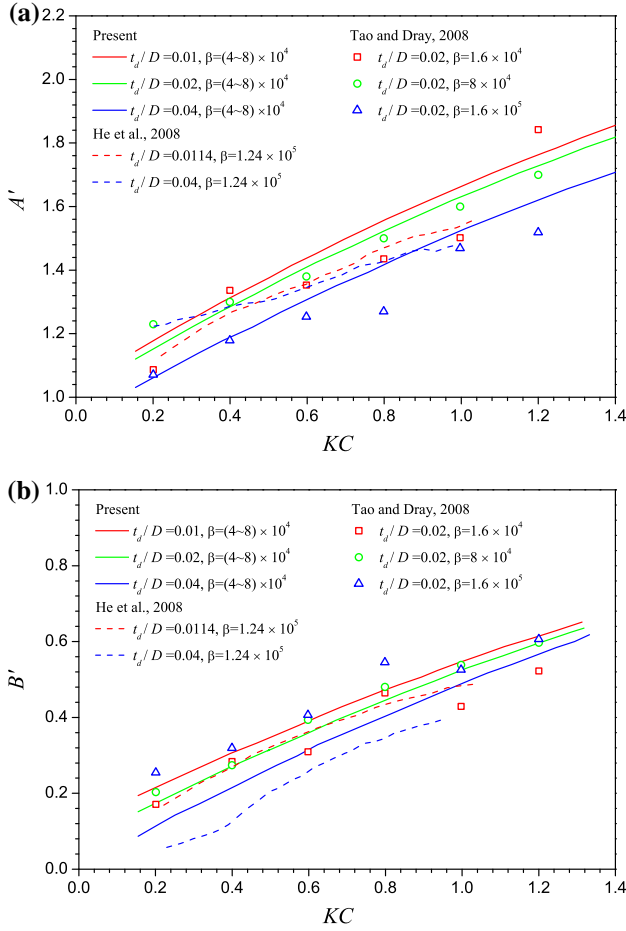 (a)
2.2
2.0
1.8
1.6
1.4
1.2
1.0
A'
Present
t_d / D =0.01, β=(4~8) × 10^4
t_d / D =0.02, β=(4~8) × 10^4
t_d / D =0.04, β=(4~8) ×10^4
He et al., 2008
t_d / D =0.0114, β=1.24 × 10^5
t_d / D =0.04, β=1.24 × 10^5
Tao and Dray, 2008
t_d / D =0.02, β=1.6 × 10^4
t_d / D =0.02, β=8 × 10^4
t_d / D =0.02, β=1.6 × 10^5
0.0 0.2 0.4 0.6 0.8 1.0 1.2 1.4
KC
(b)
1.0
0.8
0.6
0.4
0.2
0.0
B'
Present
t_d / D =0.01, β=(4~8) × 10^4
t_d / D =0.02, β=(4~8) × 10^4
t_d / D =0.04, β=(4~8) ×10^4
He et al., 2008
t_d / D =0.0114, β=1.24 × 10^5
t_d / D =0.04, β=1.24 × 10^5
Tao and Dray, 2008
t_d / D =0.02, β=1.6 × 10^4
t_d / D =0.02, β=8 × 10^4
t_d / D =0.02, β=1.6 × 10^5
0.0 0.2 0.4 0.6 0.8 1.0 1.2 1.4
KC